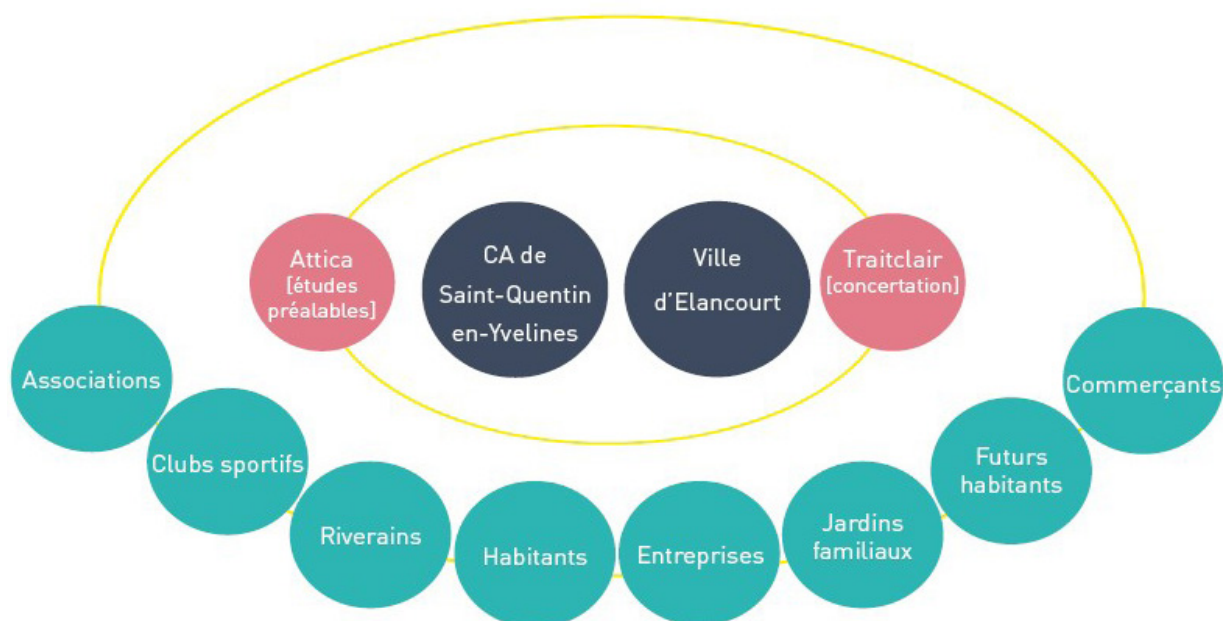 Attica
[études
préalables]
CA de
Saint-Quentin
en-Yvelines
Ville
d’Elancourt
Traitclair
[concertation]
Associations
Clubs sportifs
Riverains
Habitants
Entreprises
Jardins
familiaux
Futurs
habitants
Commerçants